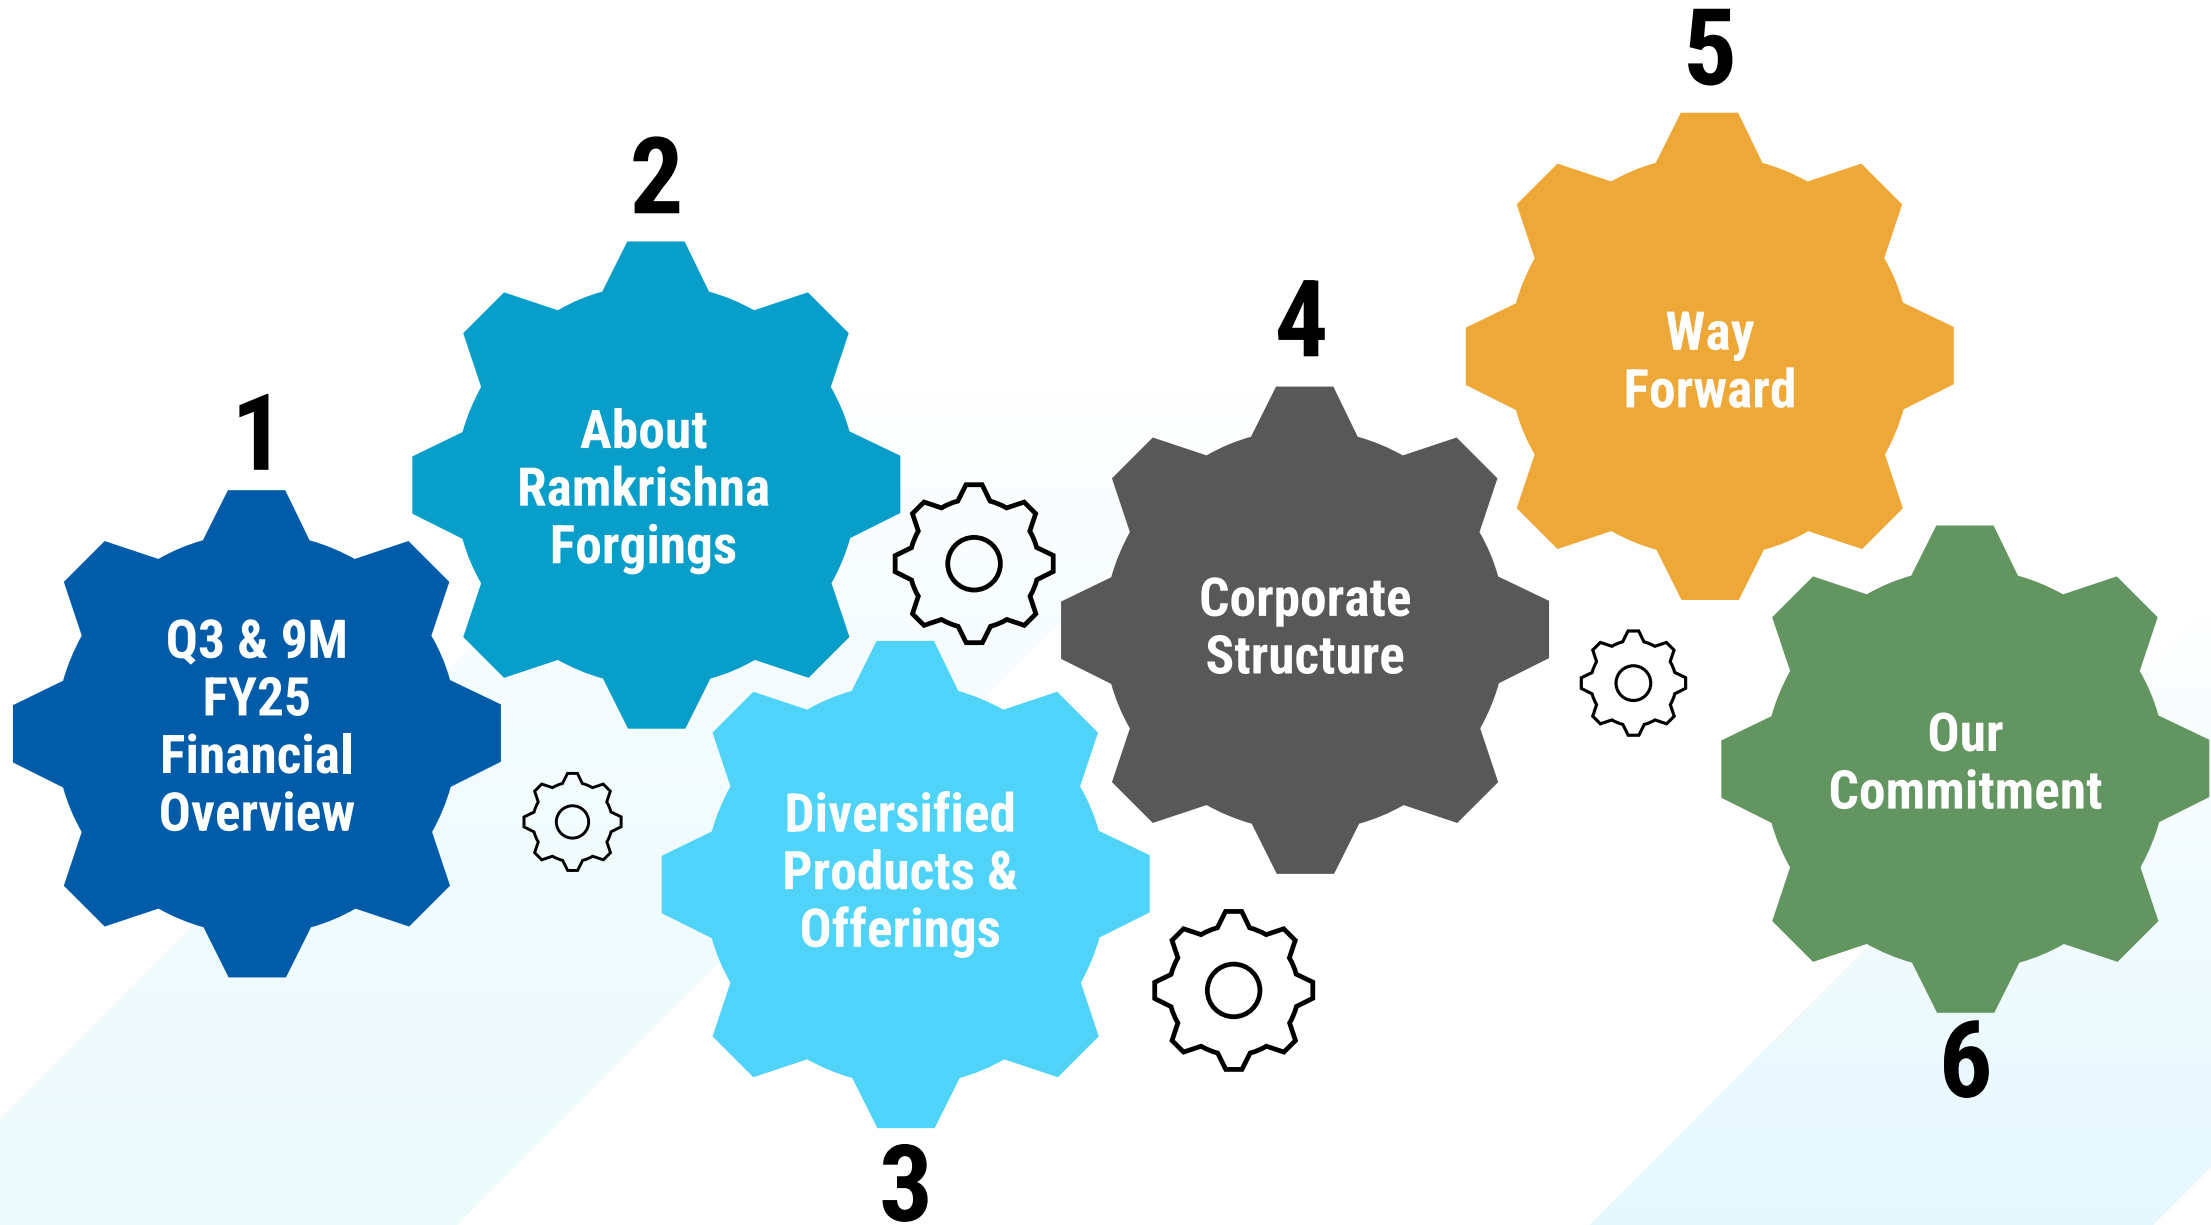 1
Q3 & 9M
FY25
Financial
Overview
2
About
Ramkrishna
Forgings
3
Diversified
Products &
Offerings
4
Corporate
Structure
5
Way
Forward
6
Our
Commitment